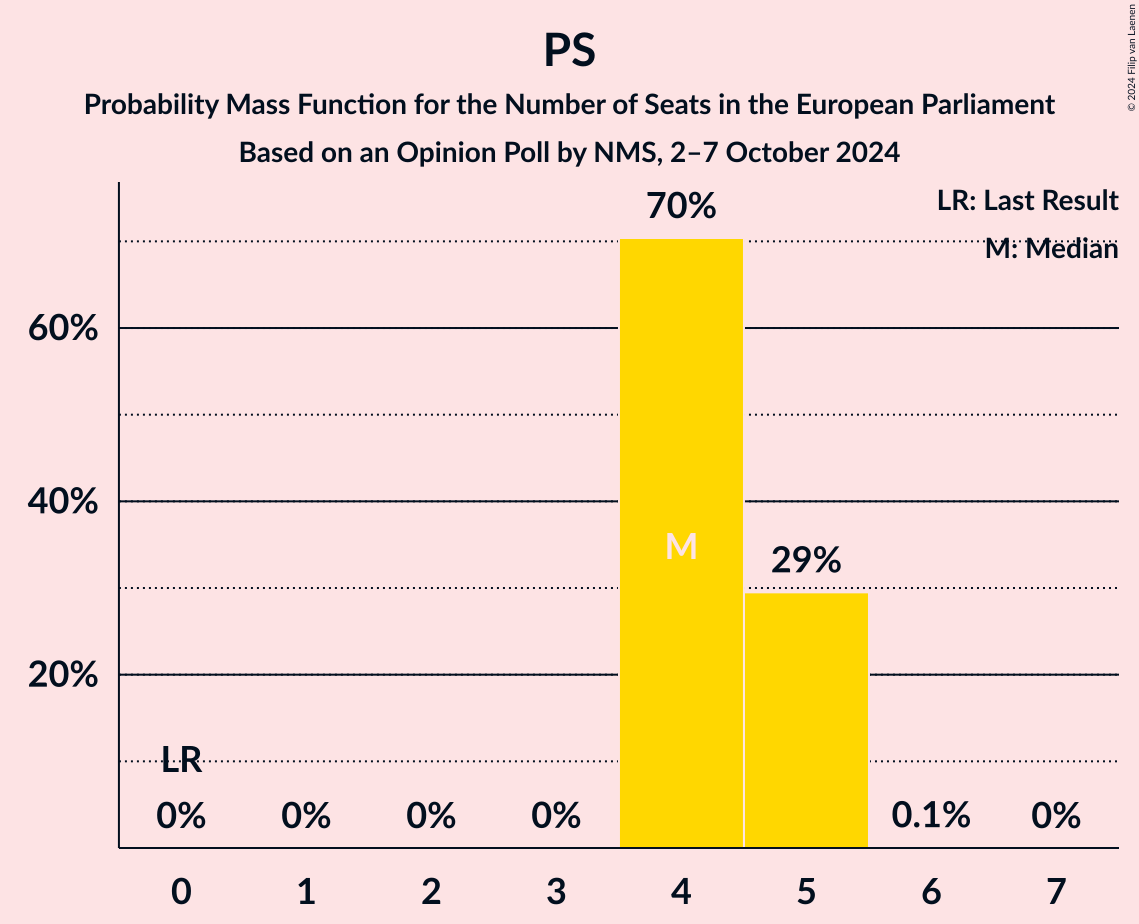 PS
Probability Mass Function for the Number of Seats in the European Parliament
Based on an Opinion Poll by NMS, 2–7 October 2024
© 2024 Filip van Laenen
LR: Last Result
M: Median
60%
40%
20%
70%
M
29%
LR
0%
0%
0%
0%
0.1%
0%
0
1
2
3
4
5
6
7